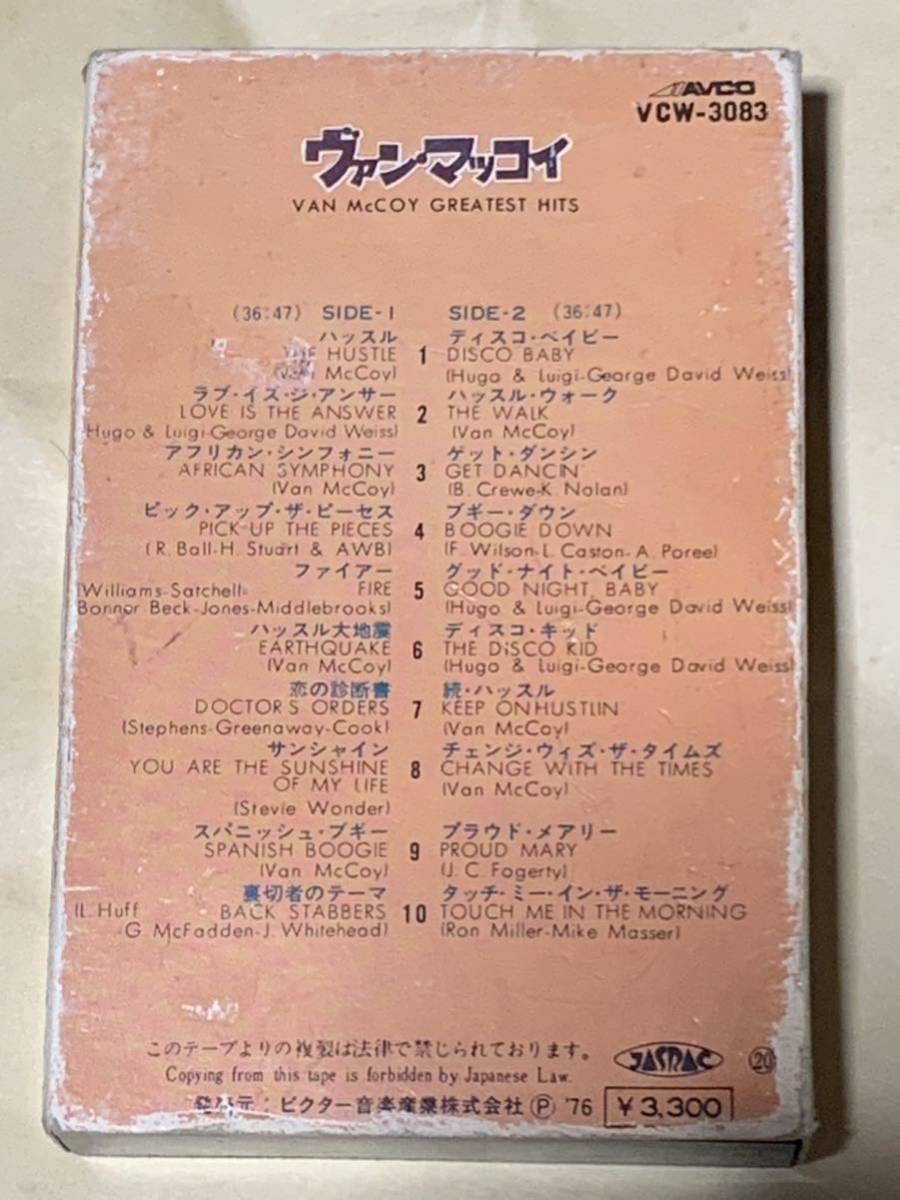 AVCO
VCW-3083
ヴァン・マッコイ
VAN McCOY GREATEST HITS
(36:47) SIDE-1
ハッスル
HUSTLE
McCoy)
ラブ・イズ・ジ・アンサー
LOVE IS THE ANSWER
Hugo & Luigi-George David Weiss)
アフリカン・シンフォニー
AFRICAN SYMPHONY
(Van McCoy)
ピック・アップ・ザ・ピーセス
PICK UP THE PIECES
(R. Ball-H. Stuart & AWB)
ファイアー
FIRE
(Williams-Satchell-
Bonnor Beck-Jones-Middlebrooks)
ハッスル大地震
EARTHQUAKE
(Van McCoy)
恋の診断書
DOCTOR'S ORDERS
(Stephens-Greenaway-Cook)
サンシャイン
YOU ARE THE SUNSHINE
OF MY LIFE
(Stevie Wonder)
スパニッシュ・ブギー
SPANISH BOOGIE
(Van McCoy)
裏切者のテーマ
BACK STABBERS
(L. Huff
G. McFadden-J. Whitehead)
1
2
3
4
5
6
7
8
9
10
SIDE-2 (36:47)
ディスコ・ベイビー
DISCO BABY
(Hugo & Luigi-George David Weiss)
ハッスル・ウォーク
THE WALK
(Van McCoy)
ゲット・ダンシン
GET DANCIN'
(B. Crewe-K. Nolan)
ブギー・ダウン
BOOGIE DOWN
(F. Wilson-L. Caston-A. Poree)
グッド・ナイト・ベイビー
GOOD NIGHT, BABY
(Hugo & Luigi-George David Weiss)
ディスコ・キッド
THE DiSCO KID
(Hugo & Luigi-George David Weiss)
続・ハッスル
KEEP ON HUSTLIN
(Van McCoy)
チェンジ・ウィズ・ザ・タイムズ
CHANGE WITH THE TIMES
(Van McCoy)
プラウド・メアリー
PROUD MARY
(J. C. Fogerty)
タッチ・ミー・イン・ザ・モーニング
TOUCH ME IN THE MORNING
(Ron Miller-Mike Masser)
このテープよりの複製は法律で禁じられております。
Copying from this tape is forbidden by Japanese Law.
JASRAC
⑳
発売元：ビクター音楽産業株式会社 Ⓟ '76
¥3,300